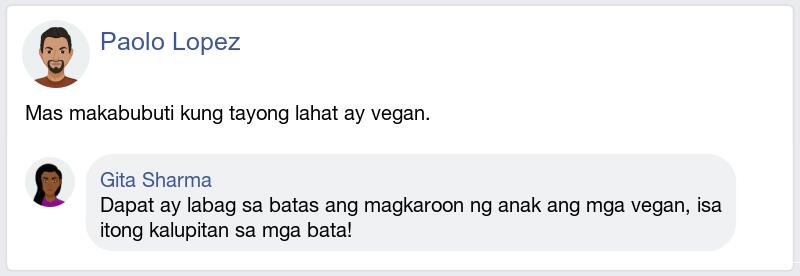 Paolo Lopez
Mas makabubuti kung tayong lahat ay vegan.
Gita Sharma
Dapat ay labag sa batas ang magkaroon ng anak ang mga vegan, isa
itong kalupitan sa mga bata!